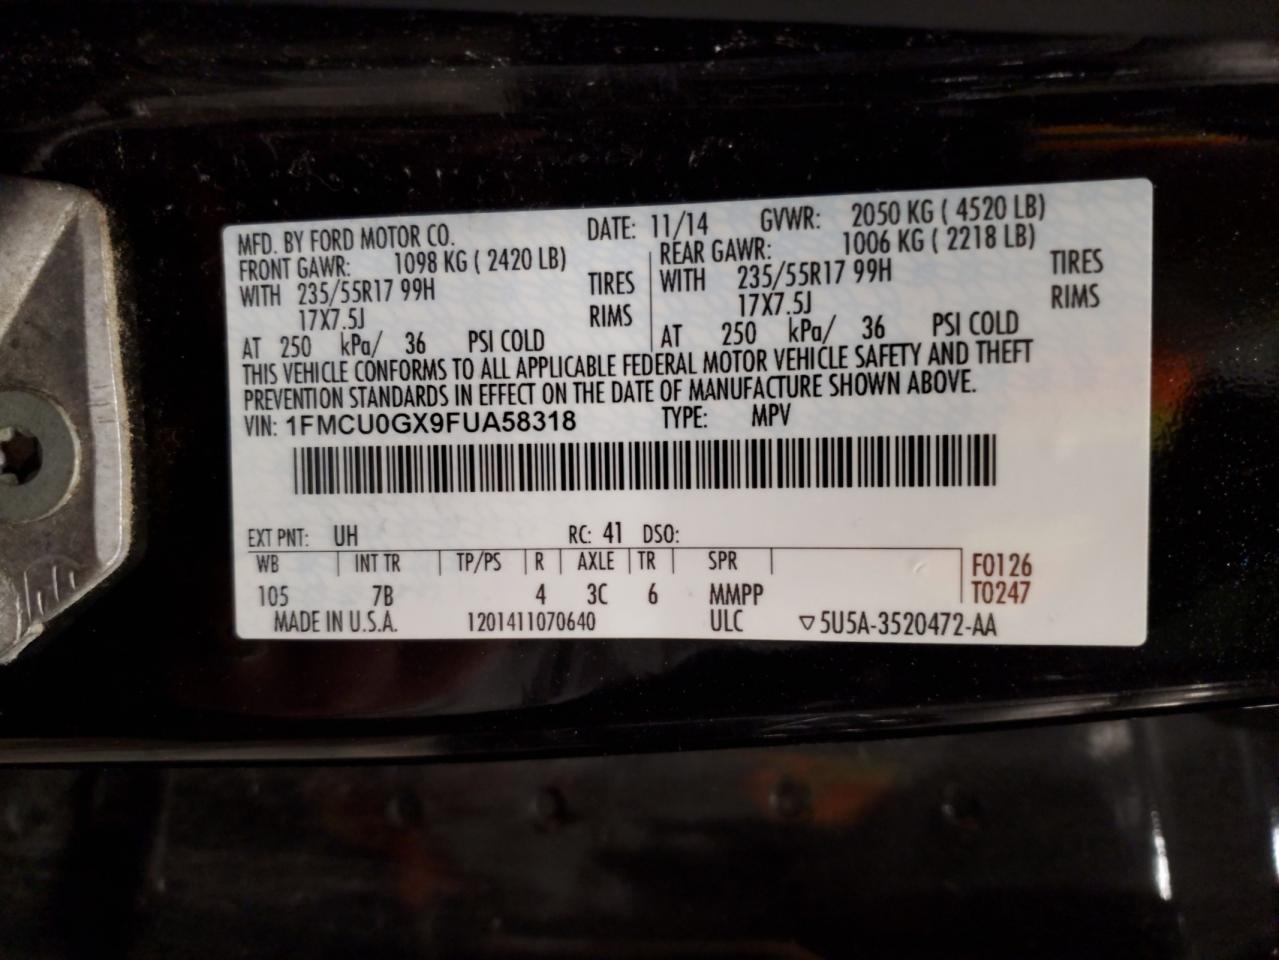 MFD. BY FORD MOTOR CO. DATE: 11/14 GVWR: 2050 KG ( 4520 LB)
FRONT GAWR: 1098 KG ( 2420 LB) REAR GAWR: 1006 KG ( 2218 LB)
WITH 235/55R17 99H TIRES WITH 235/55R17 99H TIRES
17X7.5J RIMS 17X7.5J RIMS
AT 250 kPa/ 36 PSI COLD AT 250 kPa/ 36 PSI COLD
THIS VEHICLE CONFORMS TO ALL APPLICABLE FEDERAL MOTOR VEHICLE SAFETY AND THEFT
PREVENTION STANDARDS IN EFFECT ON THE DATE OF MANUFACTURE SHOWN ABOVE.
VIN: 1FMCU0GX9FUA58318 TYPE: MPV
EXT PNT: UH RC: 41 DSO:
WB INT TR TP/PS R AXLE TR SPR F0126
105 7B 4 3C 6 MMPP T0247
MADE IN U.S.A. 1201411070640 ULC ▽5U5A-3520472-AA